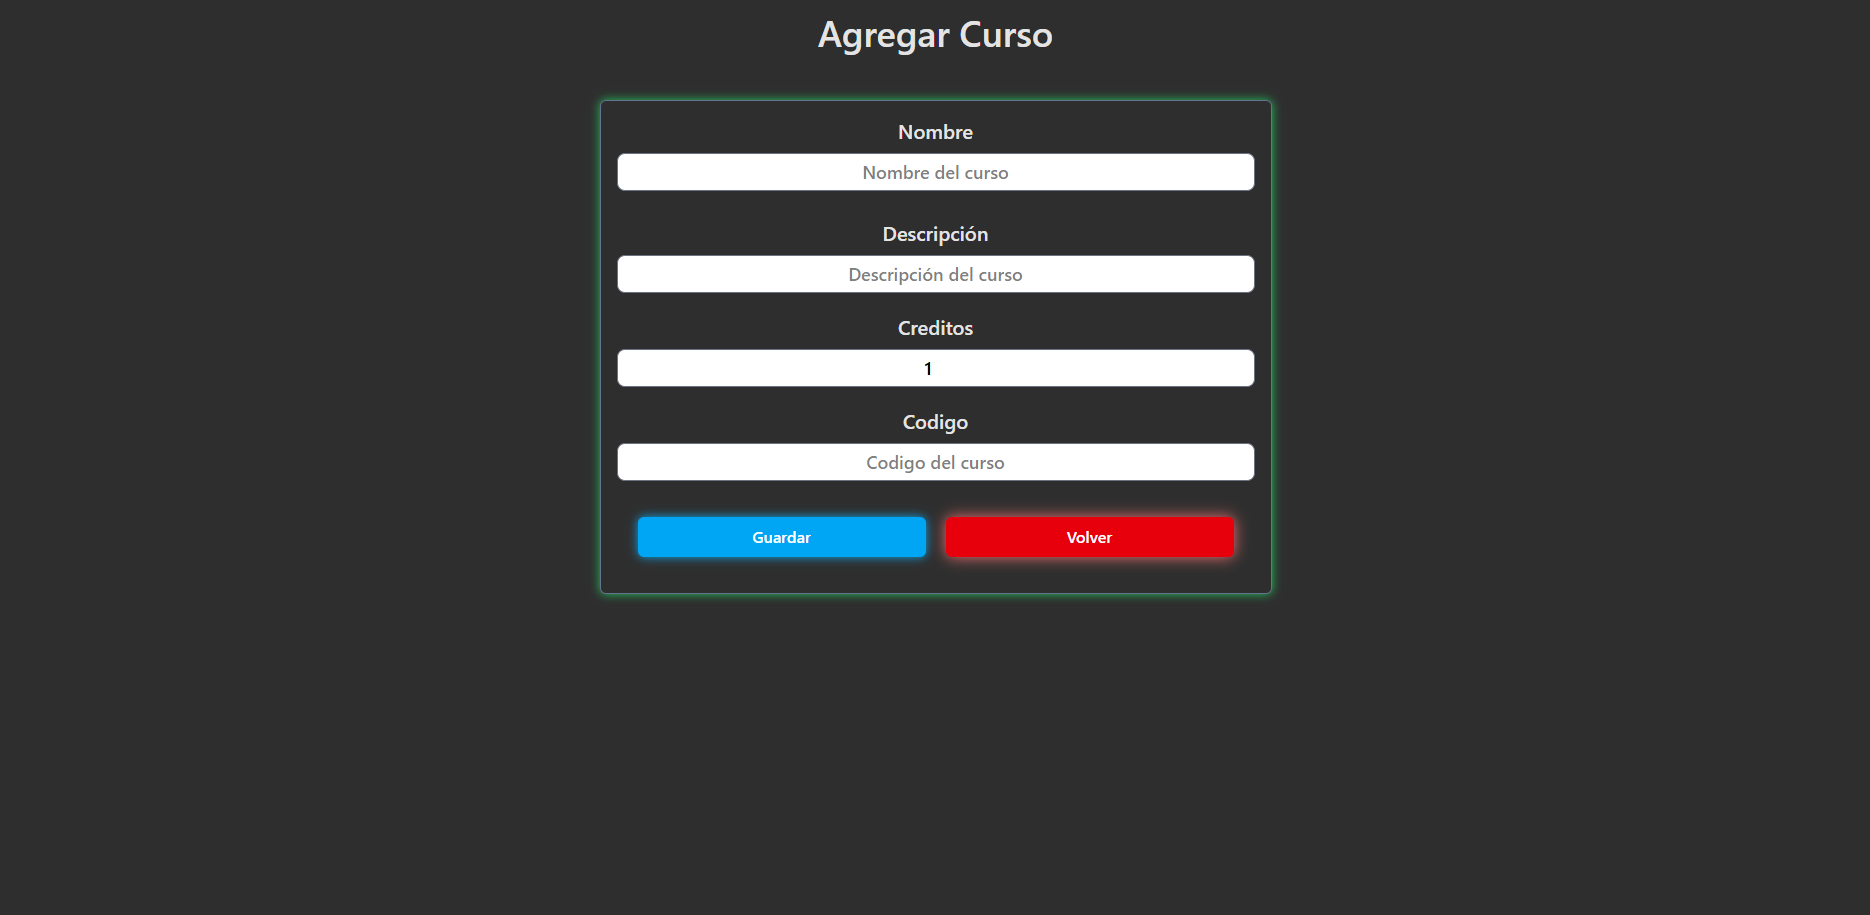 Agregar Curso
Nombre
Nombre del curso
Descripción
Descripción del curso
Creditos
1
Codigo
Codigo del curso
Guardar
Volver